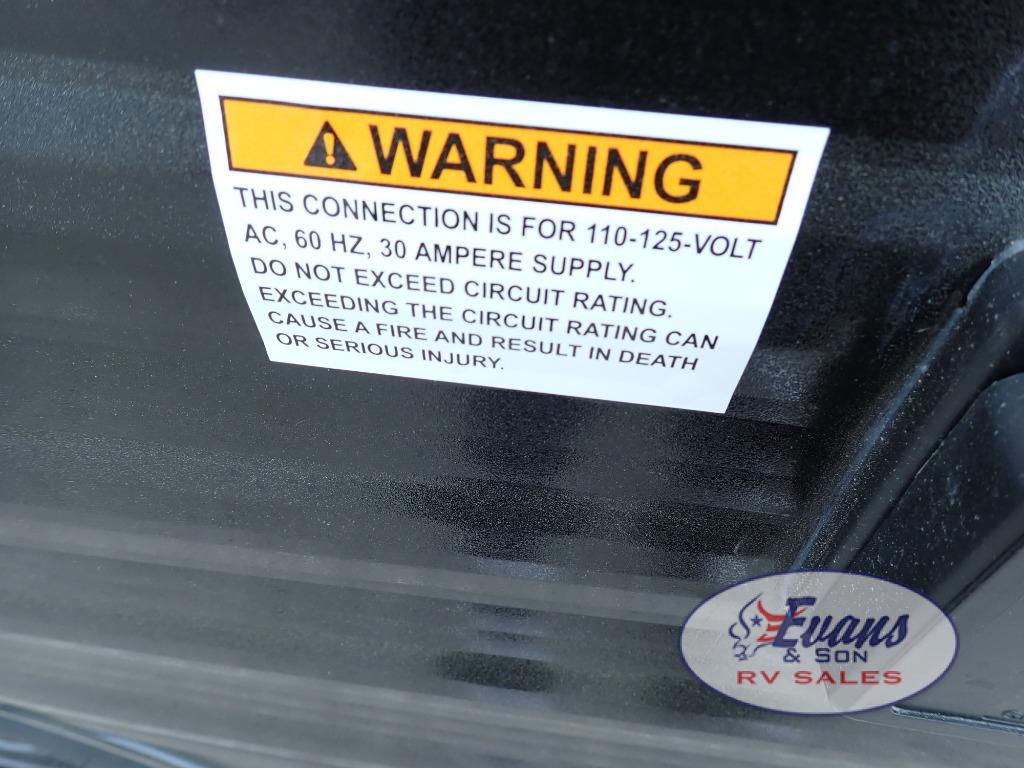 WARNING
THIS CONNECTION IS FOR 110-125-VOLT
AC, 60 HZ, 30 AMPERE SUPPLY.
DO NOT EXCEED CIRCUIT RATING.
EXCEEDING THE CIRCUIT RATING CAN
CAUSE A FIRE AND RESULT IN DEATH
OR SERIOUS INJURY.
Evans
& SON
RV SALES